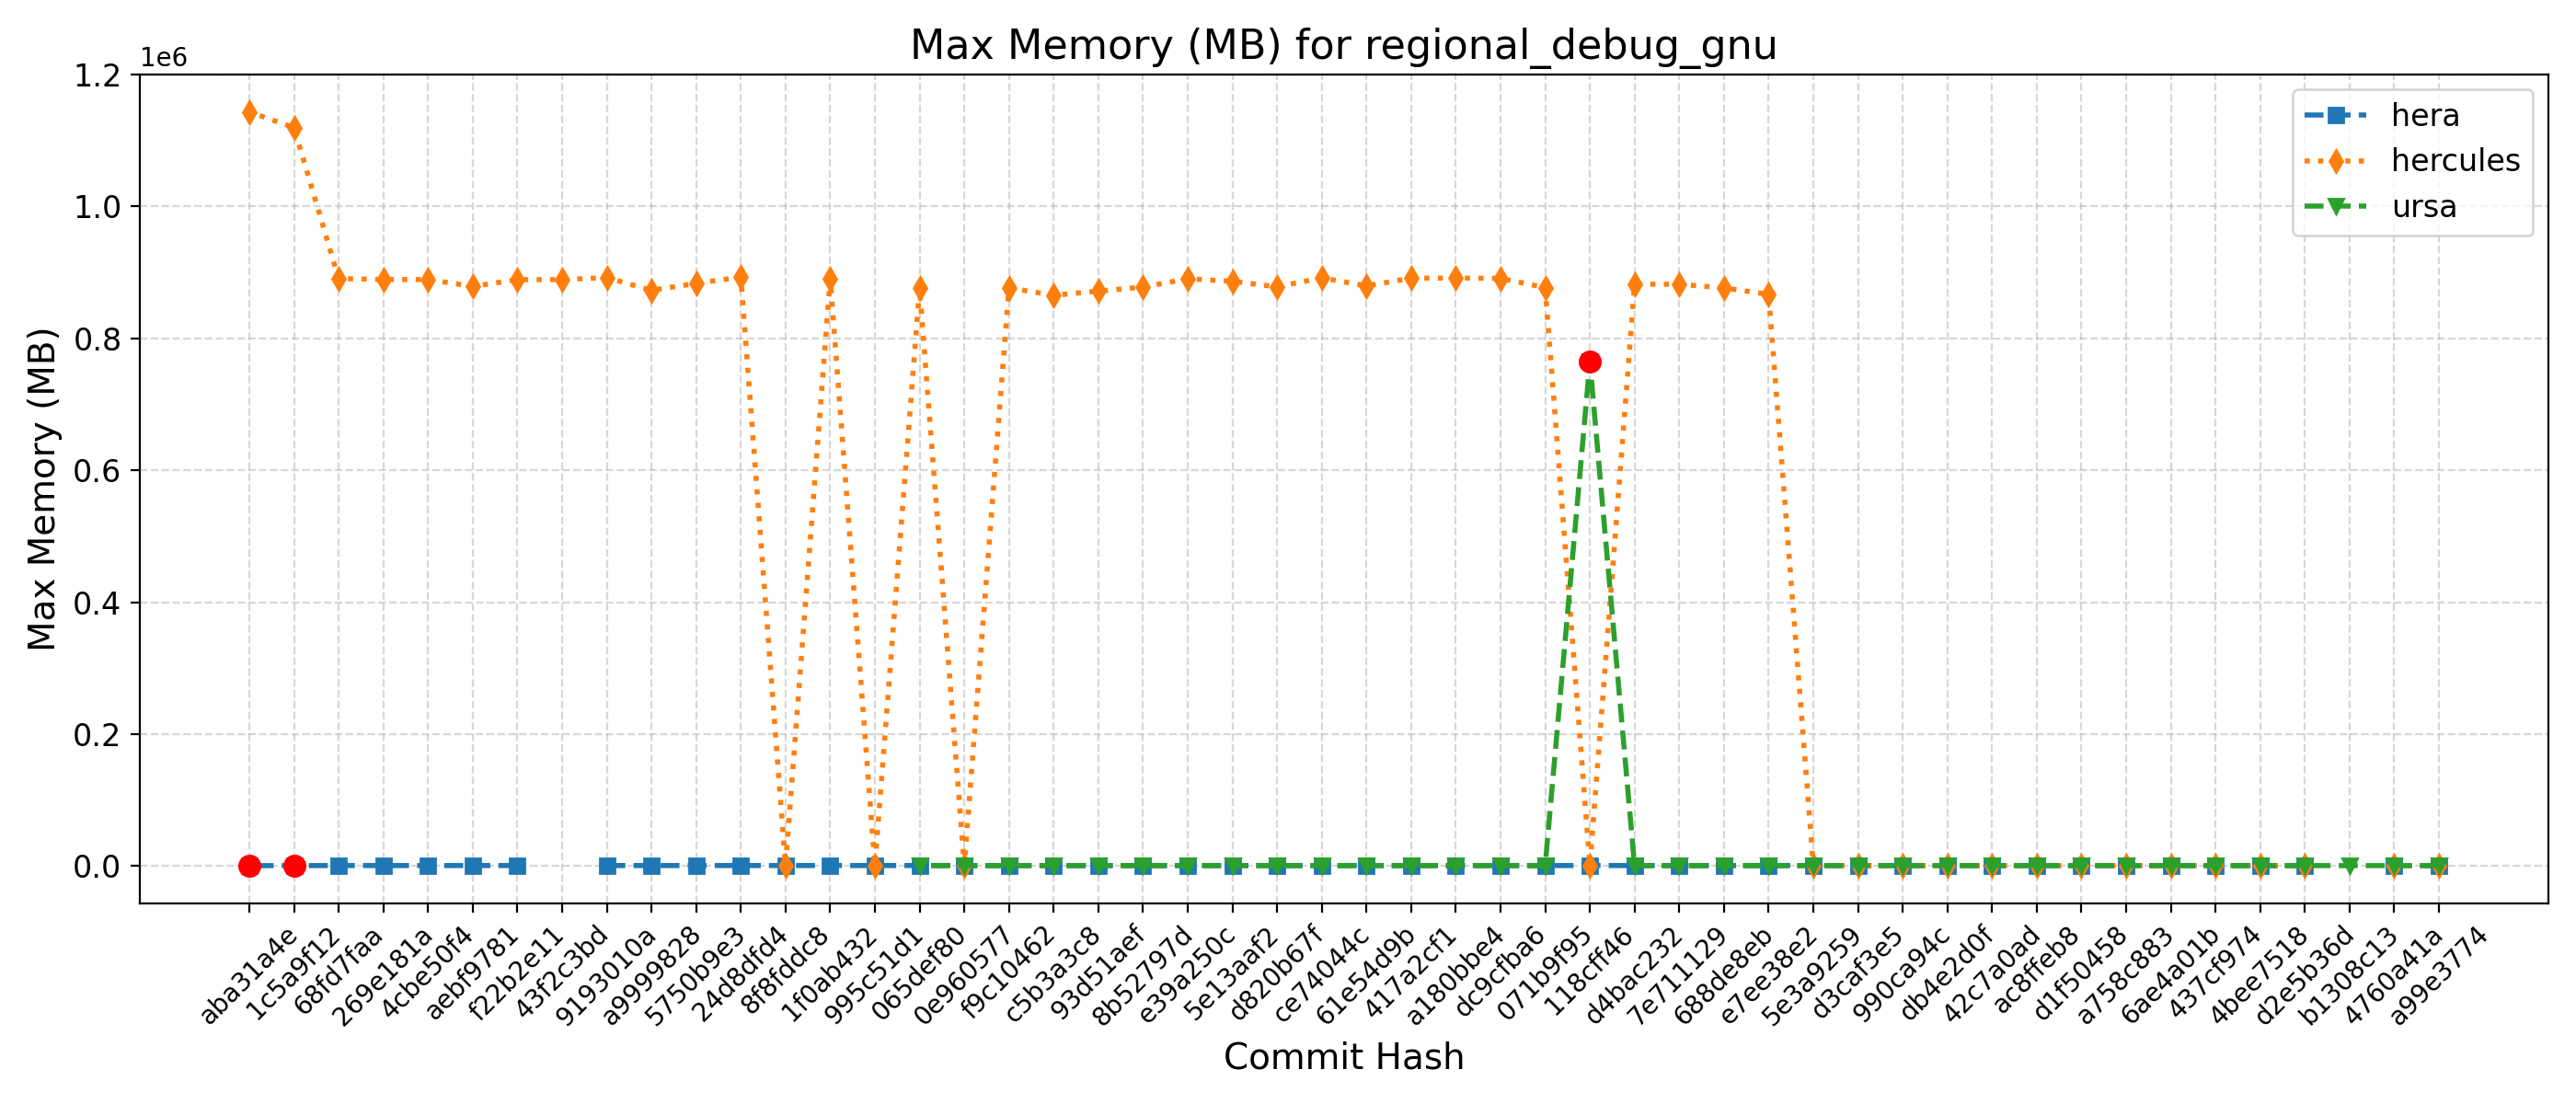 Max Memory (MB) for regional_debug_gnu
1e6
1.2
1.0
0.8
0.6
0.4
0.2
0.0
Max Memory (MB)
hera
hercules
ursa
aba31a4e
1c5a9f12
68fd7faa
269e181a
4cbe50f4
aebf9781
f22b2e11
43f2c3bd
9193010a
a9999828
5750b9e3
24d8dfd4
8f8fddc8
1f0ab432
995c51d1
065def80
0e960577
f9c10462
c5b3a3c8
93d51aef
8b52797d
e39a250c
5e13aaf2
d820b67f
ce74044c
61e54d9b
417a2cf1
a180bbe4
dc9cfba6
071b9f95
118cff46
d4bac232
7e711129
688de8eb
e7ee38e2
5e3a9259
d3caf3e5
990ca94c
db4e2d0f
42c7a0ad
ac8ffeb8
d1f50458
a758c883
6ae4a01b
437cf974
4bee7518
d2e5b36d
b1308c13
4760a41a
a99e3774
Commit Hash